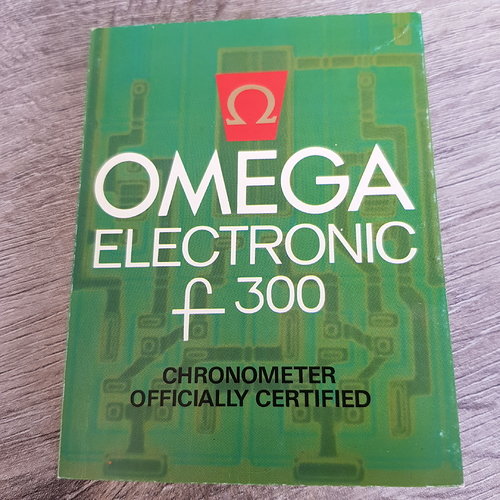 Ω
OMEGA
ELECTRONIC
f 300
CHRONOMETER
OFFICIALLY CERTIFIED